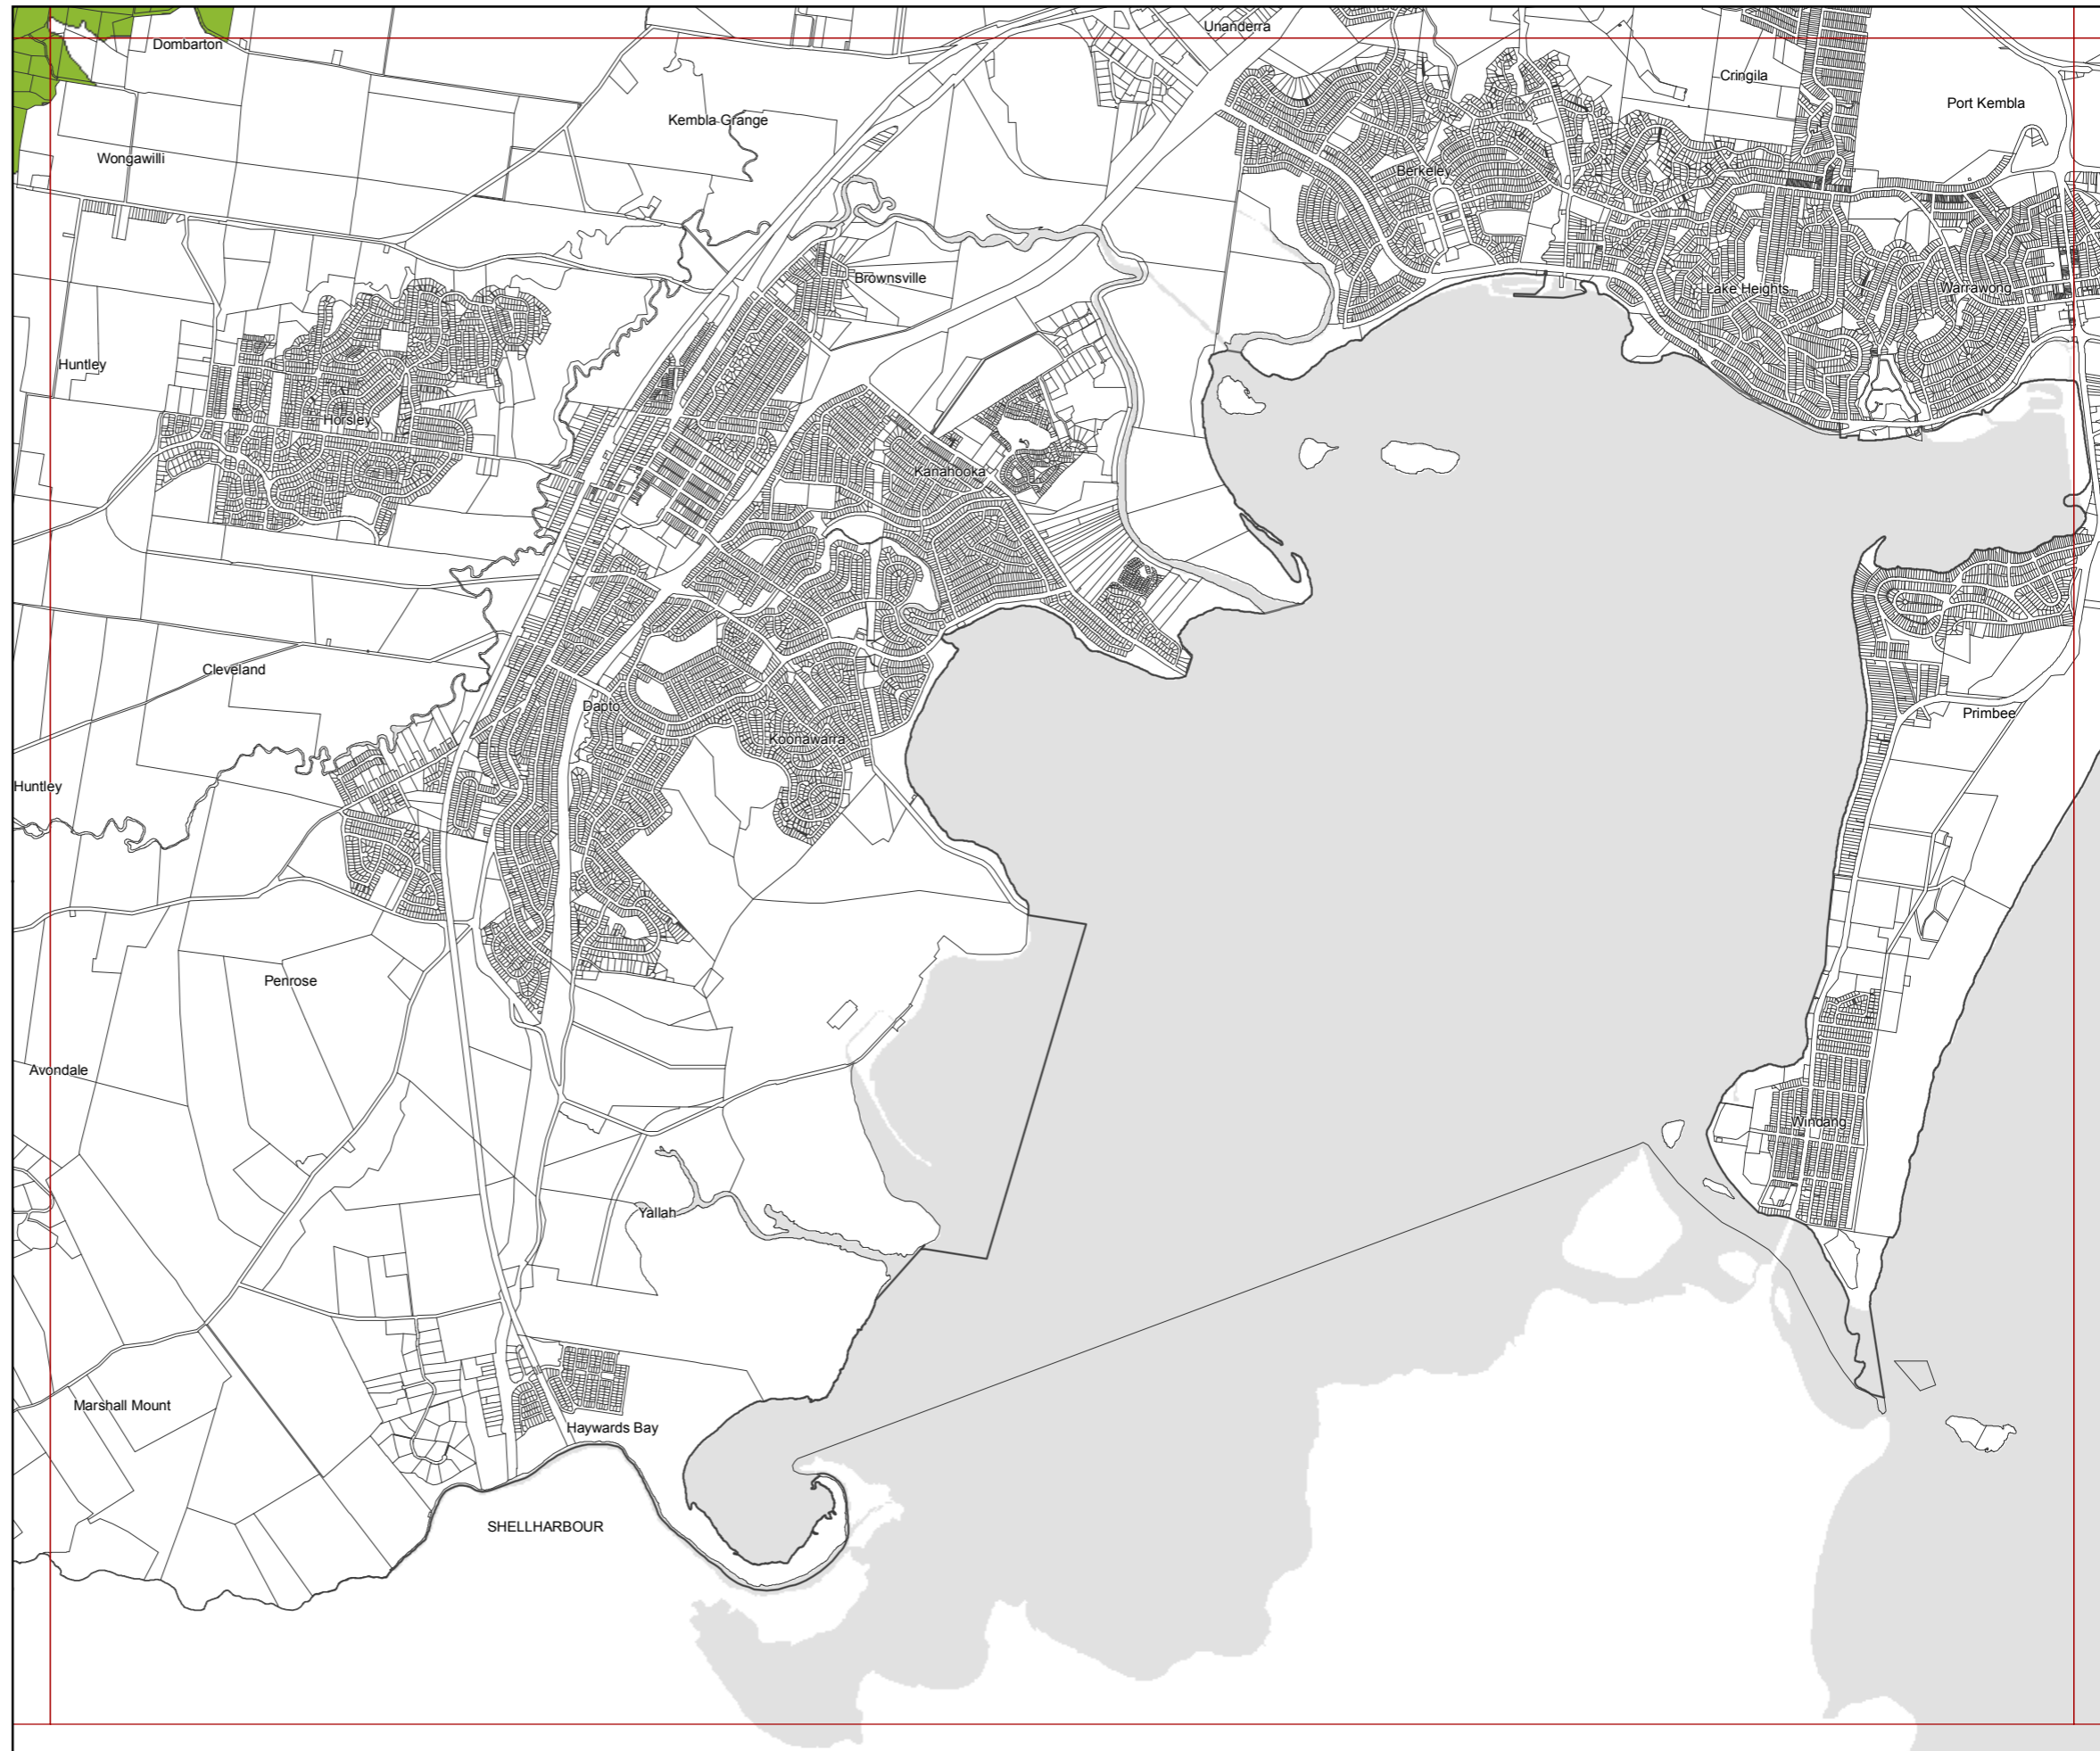 Unanderra
Dombarton
Cringila
Port Kembla
Kembla Grange
Wongawilli
Berkeley
Brownsville
Lake Heights
Warrawong
Huntley
Horsley
Kanahooka
Cleveland
Dapto
Primbee
Koonawarra
Huntley
Penrose
Avondale
Windang
Yallah
Marshall Mount
Haywards Bay
SHELLHARBOUR